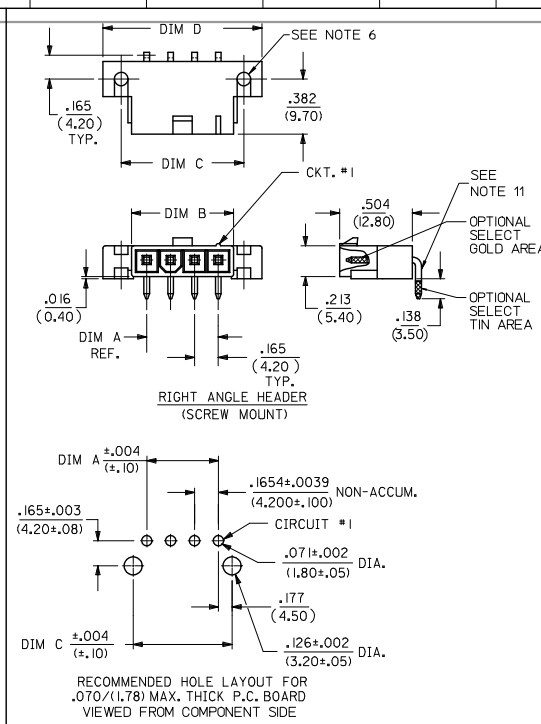 DIM D
SEE NOTE 6
.165
(4.20)
TYP.
.382
(9.70)
DIM C
CKT. #1
SEE
NOTE 11
DIM B
.504
(12.80)
OPTIONAL
SELECT
GOLD AREA
.016
(0.40)
.213
(5.40)
OPTIONAL
SELECT
TIN AREA
.138
(3.50)
DIM A
REF.
.165
(4.20)
TYP.
RIGHT ANGLE HEADER
(SCREW MOUNT)
DIM A ±.004
(±.10)
.1654±.0039
(4.200±.100) NON-ACCUM.
.165±.003
(4.20±.08)
CIRCUIT #1
.071±.002
(1.80±.05) DIA.
.177
(4.50)
DIM C ±.004
(±.10)
.126±.002
(3.20±.05) DIA.
RECOMMENDED HOLE LAYOUT FOR
.070/(1.78) MAX. THICK P.C. BOARD
VIEWED FROM COMPONENT SIDE